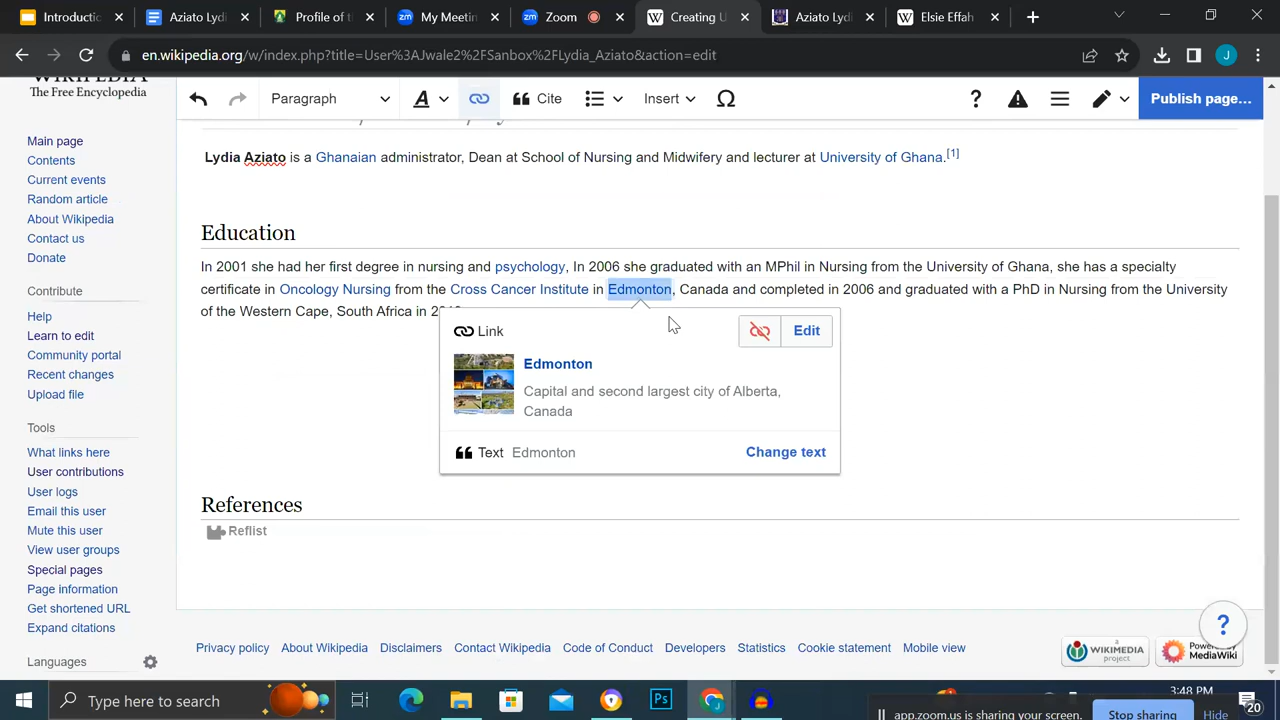 Introductic
Aziato Lydi
Profile of t
My Meetin
Zoom
Creating U
Aziato Lydi
Elsie Effah
en.wikipedia.org/w/index.php?title=User%3AJwale2%2FSanbox%2FLydia_Aziato&action=edit
J
WIKIPEDIA
The Free Encyclopedia
Paragraph
A
Cite
Insert
Ω
?
Publish page...
Main page
Contents
Current events
Random article
About Wikipedia
Contact us
Donate
Contribute
Help
Learn to edit
Community portal
Recent changes
Upload file
Tools
What links here
User contributions
User logs
Email this user
Mute this user
View user groups
Special pages
Page information
Get shortened URL
Expand citations
Languages
Lydia Aziato is a Ghanaian administrator, Dean at School of Nursing and Midwifery and lecturer at University of Ghana.[1]
Education
In 2001 she had her first degree in nursing and psychology, In 2006 she graduated with an MPhil in Nursing from the University of Ghana, she has a specialty
certificate in Oncology Nursing from the Cross Cancer Institute in Edmonton, Canada and completed in 2006 and graduated with a PhD in Nursing from the University
of the Western Cape, South Africa in
Link
Edit
Edmonton
Capital and second largest city of Alberta,
Canada
Text Edmonton
Change text
References
Reflist
?
Privacy policy About Wikipedia Disclaimers Contact Wikipedia Code of Conduct Developers Statistics Cookie statement Mobile view
a
WIKIMEDIA
project
Powered by
MediaWiki
Type here to search
Ps
3:48 PM
20
app.zoom.us is sharing your screen.
Stop sharing
Hide